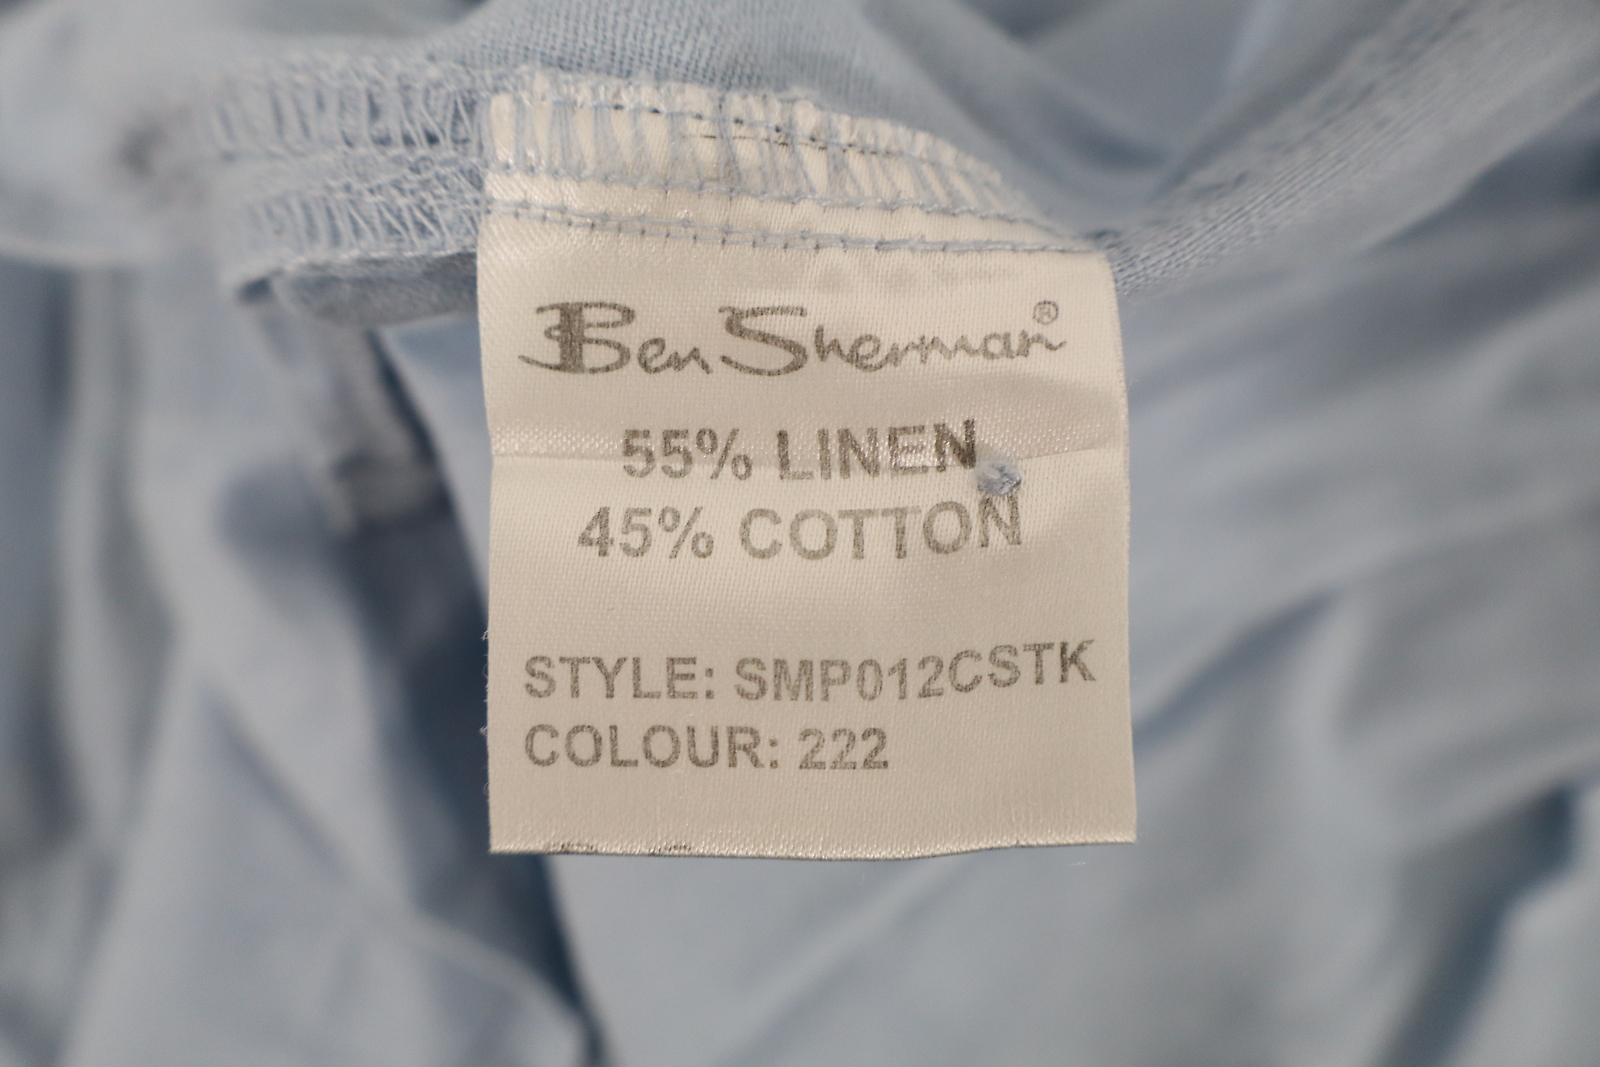 Ben Sherman®
55% LINEN
45% COTTON
STYLE: SMP012CSTK
COLOUR: 222